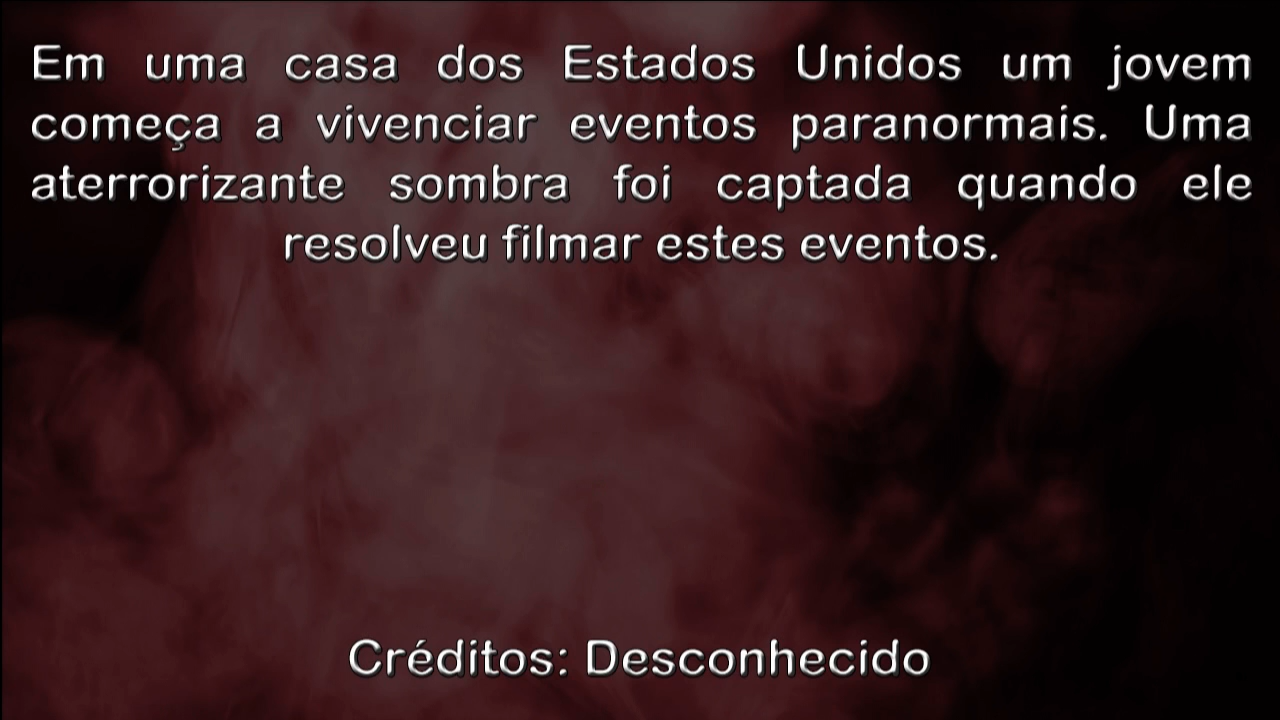 Em uma casa dos Estados Unidos um jovem
começa a vivenciar eventos paranormais. Uma
aterrorizante sombra foi captada quando ele
resolveu filmar estes eventos.
Créditos: Desconhecido